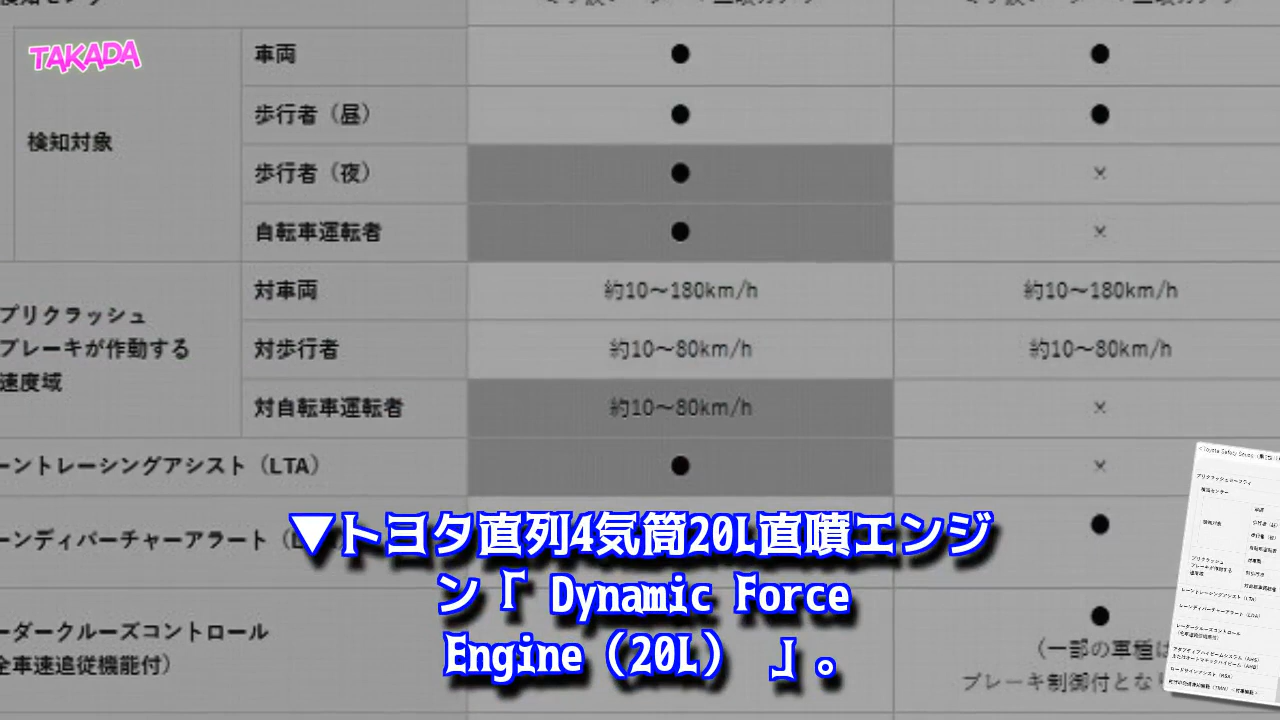 TAKADA
車両 ● ●
歩行者（昼） ● ●
検知対象
歩行者（夜） ● ×
自転車運転者 ● ×
対車両 約10～180km/h 約10～180km/h
プリクラッシュ
ブレーキが作動する
速度域
対歩行者 約10～80km/h 約10～80km/h
対自転車運転者 約10～80km/h ×
ーントレーシングアシスト（LTA） ● ×
ーンディパーチャーアラート ●
▼トヨタ直列4気筒20L直噴エンジ
ン「 Dynamic Force
Engine（20L） 」。
ーダークルーズコントロール
全車速追従機能付）
●
（一部の車種は
ブレーキ制御付とな